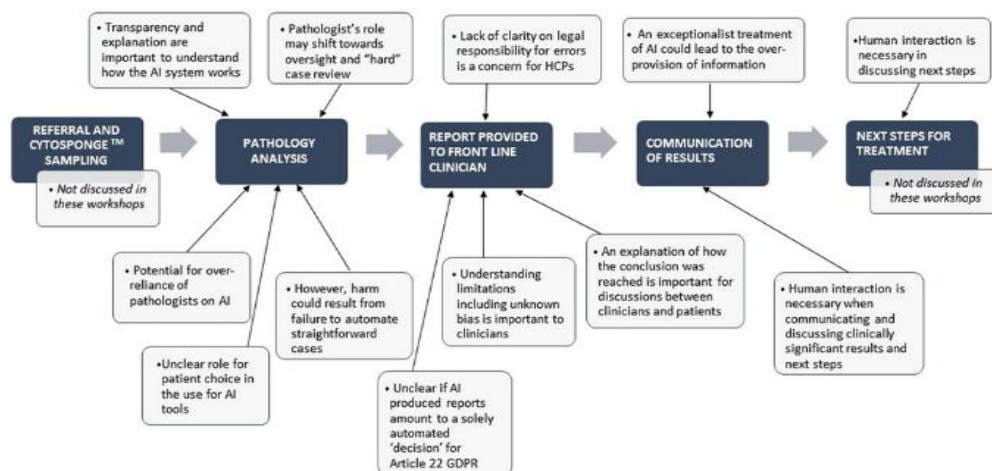 • Transparency and
explanation are
important to understand
how the AI system works
• Pathologist's role
may shift towards
oversight and “hard”
case review
• Lack of clarity on legal
responsibility for errors
is a concern for HCPs
• An exceptionalist treatment
of AI could lead to the over-
provision of information
•Human interaction is
necessary in
discussing next steps
REFERRAL AND
CYTOSPONGE™
SAMPLING
• Not discussed in
these workshops
PATHOLOGY
ANALYSIS
REPORT PROVIDED
TO FRONT LINE
CLINICIAN
COMMUNICATION
OF RESULTS
NEXT STEPS FOR
TREATMENT
• Not discussed in
these workshops
• Potential for over-
reliance of
pathologists on AI
•Unclear role for
patient choice in
the use for AI
tools
• However, harm
could result from
failure to automate
straightforward
cases
• Unclear if AI
produced reports
amount to a solely
automated
‘decision’ for
Article 22 GDPR
• Understanding
limitations
including unknown
bias is important to
clinicians
• An explanation of how
the conclusion was
reached is important for
discussions between
clinicians and patients
• Human interaction is
necessary when
communicating and
discussing clinically
significant results and
next steps